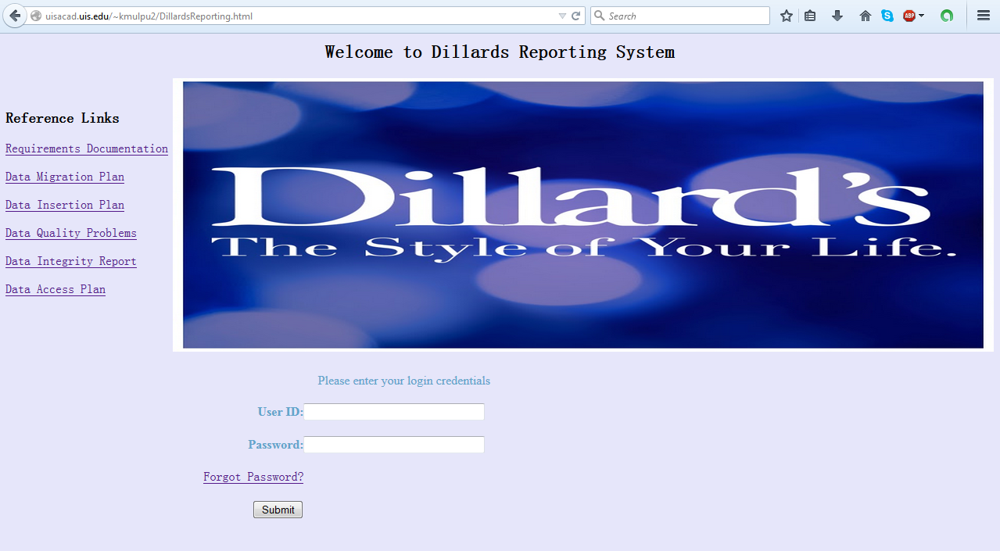 uisacad.uis.edu/~kmulpu2/DillardsReporting.html
Search
S
ABP
Welcome to Dillards Reporting System
Reference Links
Requirements Documentation
Data Migration Plan
Data Insertion Plan
Data Quality Problems
Data Integrity Report
Data Access Plan
Dillard's
The Style of Your Life.
Please enter your login credentials
User ID:
Password:
Forgot Password?
Submit